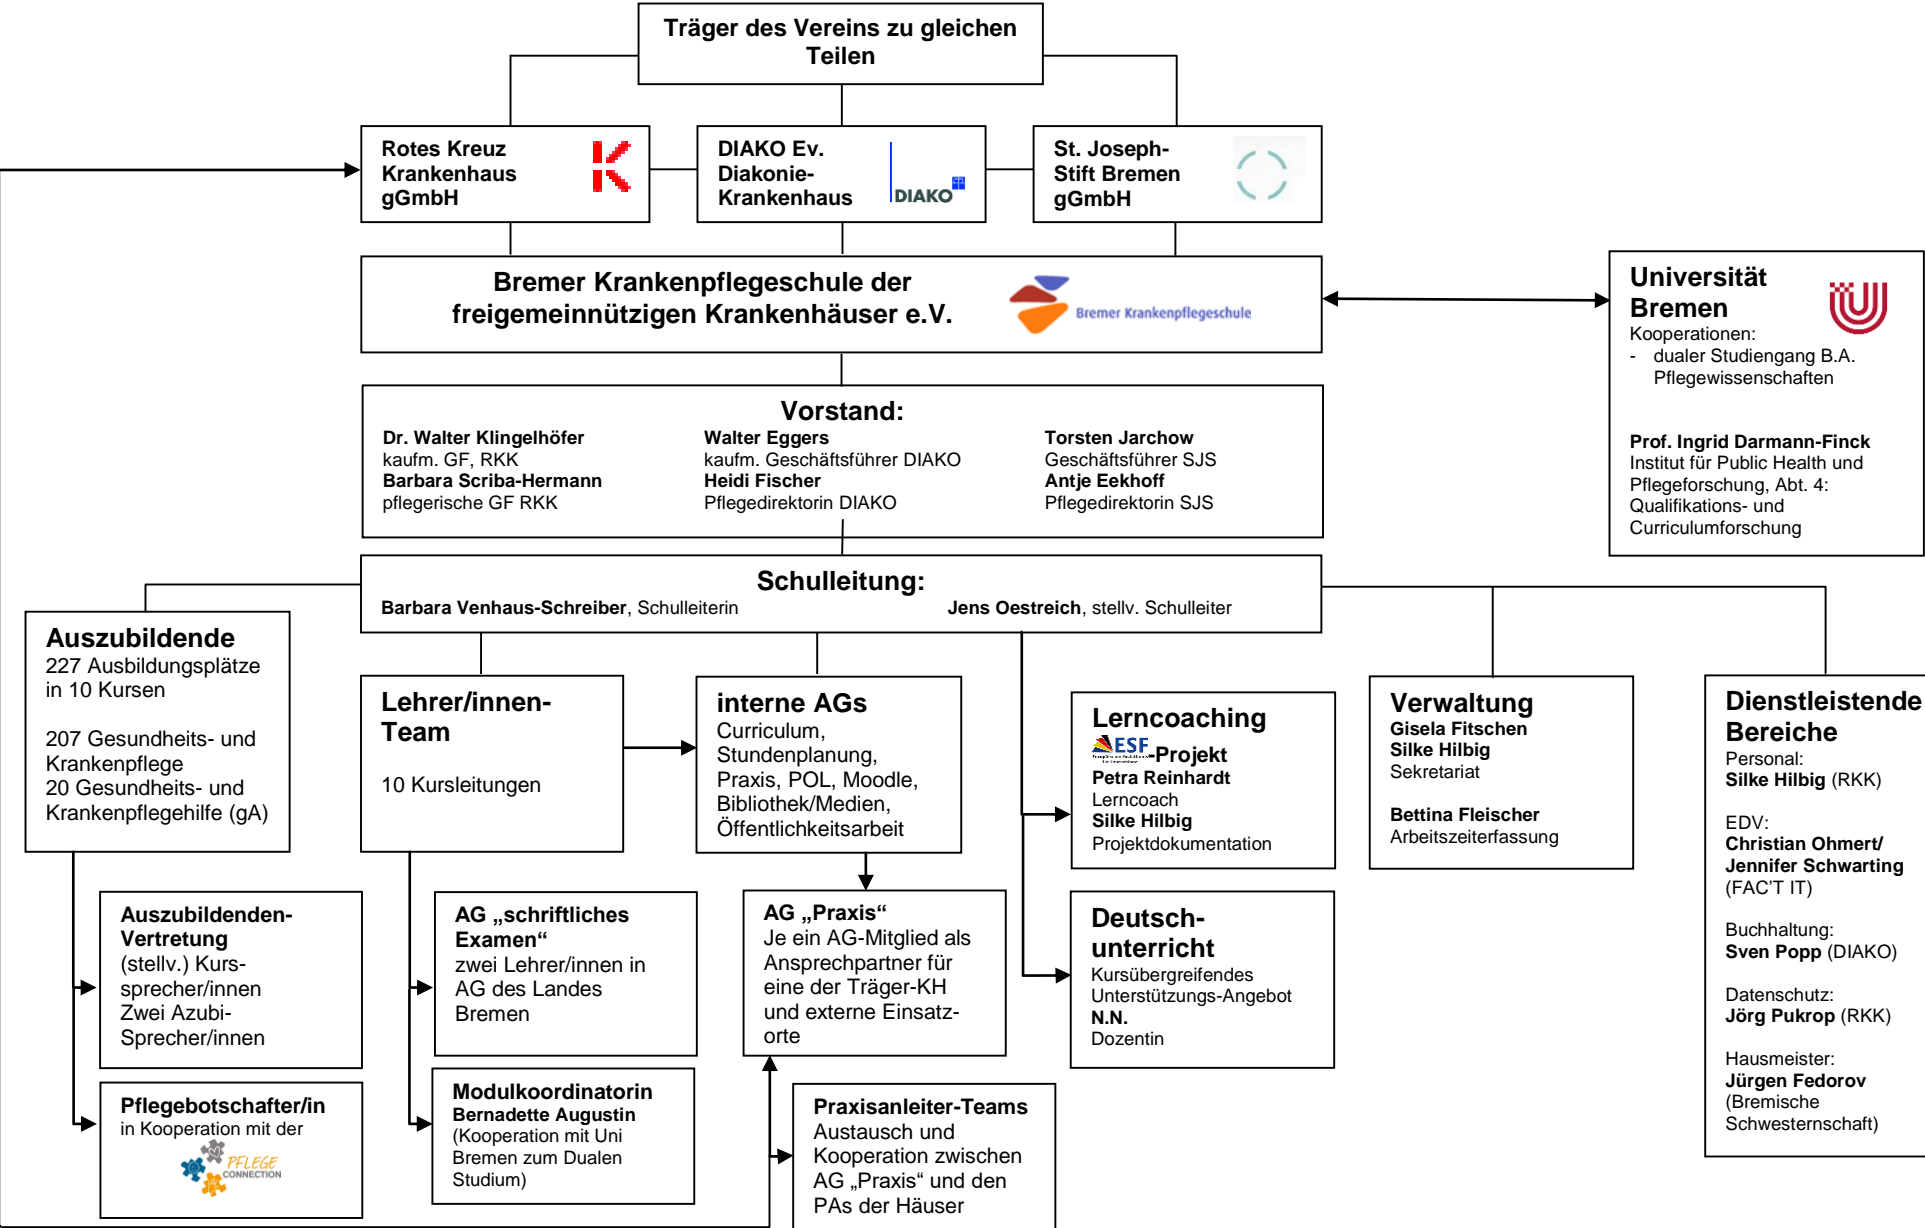 Träger des Vereins zu gleichen
Teilen
Rotes Kreuz
Krankenhaus
gGmbH
DIAKO Ev.
Diakonie-
Krankenhaus
DIAKO
St. Joseph-
Stift Bremen
gGmbH
Bremer Krankenpflegeschule der
freigemeinnützigen Krankenhäuser e.V.
Bremer Krankenpflegeschule
Universität
Bremen
Kooperationen:
- dualer Studiengang B.A.
Pflegewissenschaften
Prof. Ingrid Darmann-Finck
Institut für Public Health und
Pflegeforschung, Abt. 4:
Qualifikations- und
Curriculumforschung
Vorstand:
Dr. Walter Klingelhöfer
kaufm. GF, RKK
Barbara Scriba-Hermann
pflegerische GF RKK
Walter Eggers
kaufm. Geschäftsführer DIAKO
Heidi Fischer
Pflegedirektorin DIAKO
Torsten Jarchow
Geschäftsführer SJS
Antje Eekhoff
Pflegedirektorin SJS
Schulleitung:
Barbara Venhaus-Schreiber, Schulleiterin
Jens Oestreich, stellv. Schulleiter
Auszubildende
227 Ausbildungsplätze
in 10 Kursen
207 Gesundheits- und
Krankenpflege
20 Gesundheits- und
Krankenpflegehilfe (gA)
Lehrer/innen-
Team
10 Kursleitungen
interne AGs
Curriculum,
Stundenplanung,
Praxis, POL, Moodle,
Bibliothek/Medien,
Öffentlichkeitsarbeit
Lerncoaching
ESF-Projekt
Petra Reinhardt
Lerncoach
Silke Hilbig
Projektdokumentation
Verwaltung
Gisela Fitschen
Silke Hilbig
Sekretariat
Bettina Fleischer
Arbeitszeiterfassung
Dienstleistende
Bereiche
Personal:
Silke Hilbig (RKK)
EDV:
Christian Ohmert/
Jennifer Schwarting
(FAC'T IT)
Buchhaltung:
Sven Popp (DIAKO)
Datenschutz:
Jörg Pukrop (RKK)
Hausmeister:
Jürgen Fedorov
(Bremische
Schwesternschaft)
Auszubildenden-
Vertretung
(stellv.) Kurs-
sprecher/innen
Zwei Azubi-
Sprecher/innen
AG „schriftliches
Examen“
zwei Lehrer/innen in
AG des Landes
Bremen
AG „Praxis“
Je ein AG-Mitglied als
Ansprechpartner für
eine der Träger-KH
und externe Einsatz-
orte
Deutsch-
unterricht
Kursübergreifendes
Unterstützungs-Angebot
N.N.
Dozentin
Pflegebotschafter/in
in Kooperation mit der
PFLEGE
CONNECTION
Modulkoordinatorin
Bernadette Augustin
(Kooperation mit Uni
Bremen zum Dualen
Studium)
Praxisanleiter-Teams
Austausch und
Kooperation zwischen
AG „Praxis“ und den
PAs der Häuser